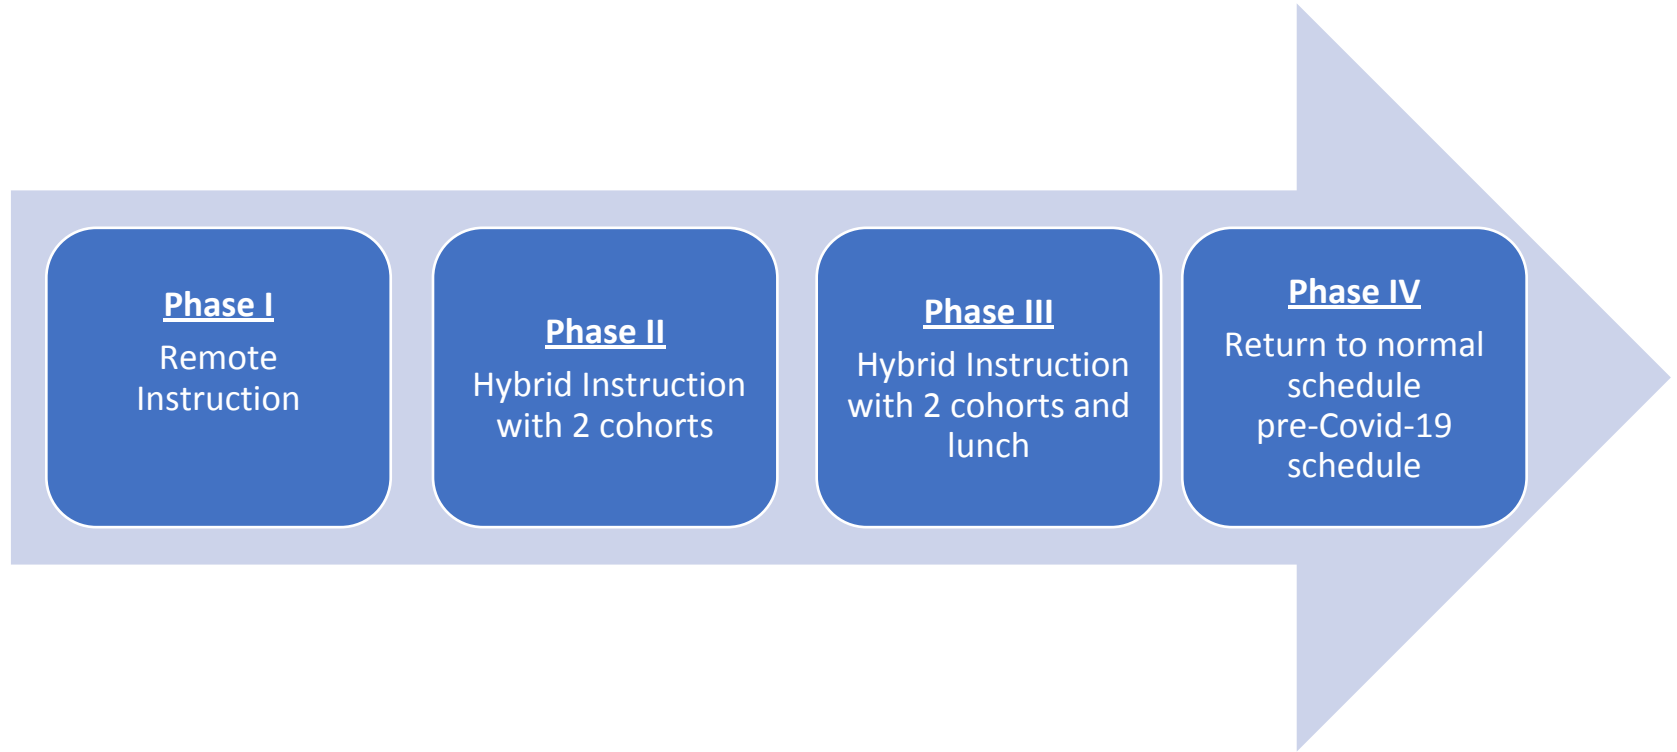 Phase I
Remote
Instruction
Phase II
Hybrid Instruction
with 2 cohorts
Phase III
Hybrid Instruction
with 2 cohorts and
lunch
Phase IV
Return to normal
schedule
pre-Covid-19
schedule